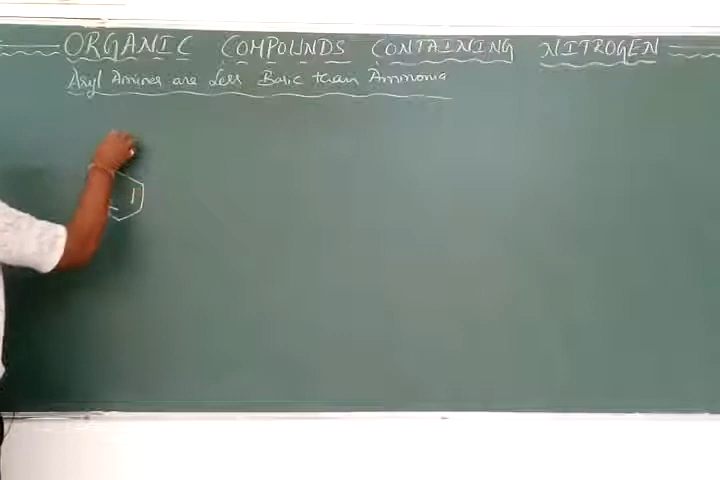 ORGANIC COMPOUNDS CONTAINING NITROGEN
Aryl Amines are Less Basic than Ammonia